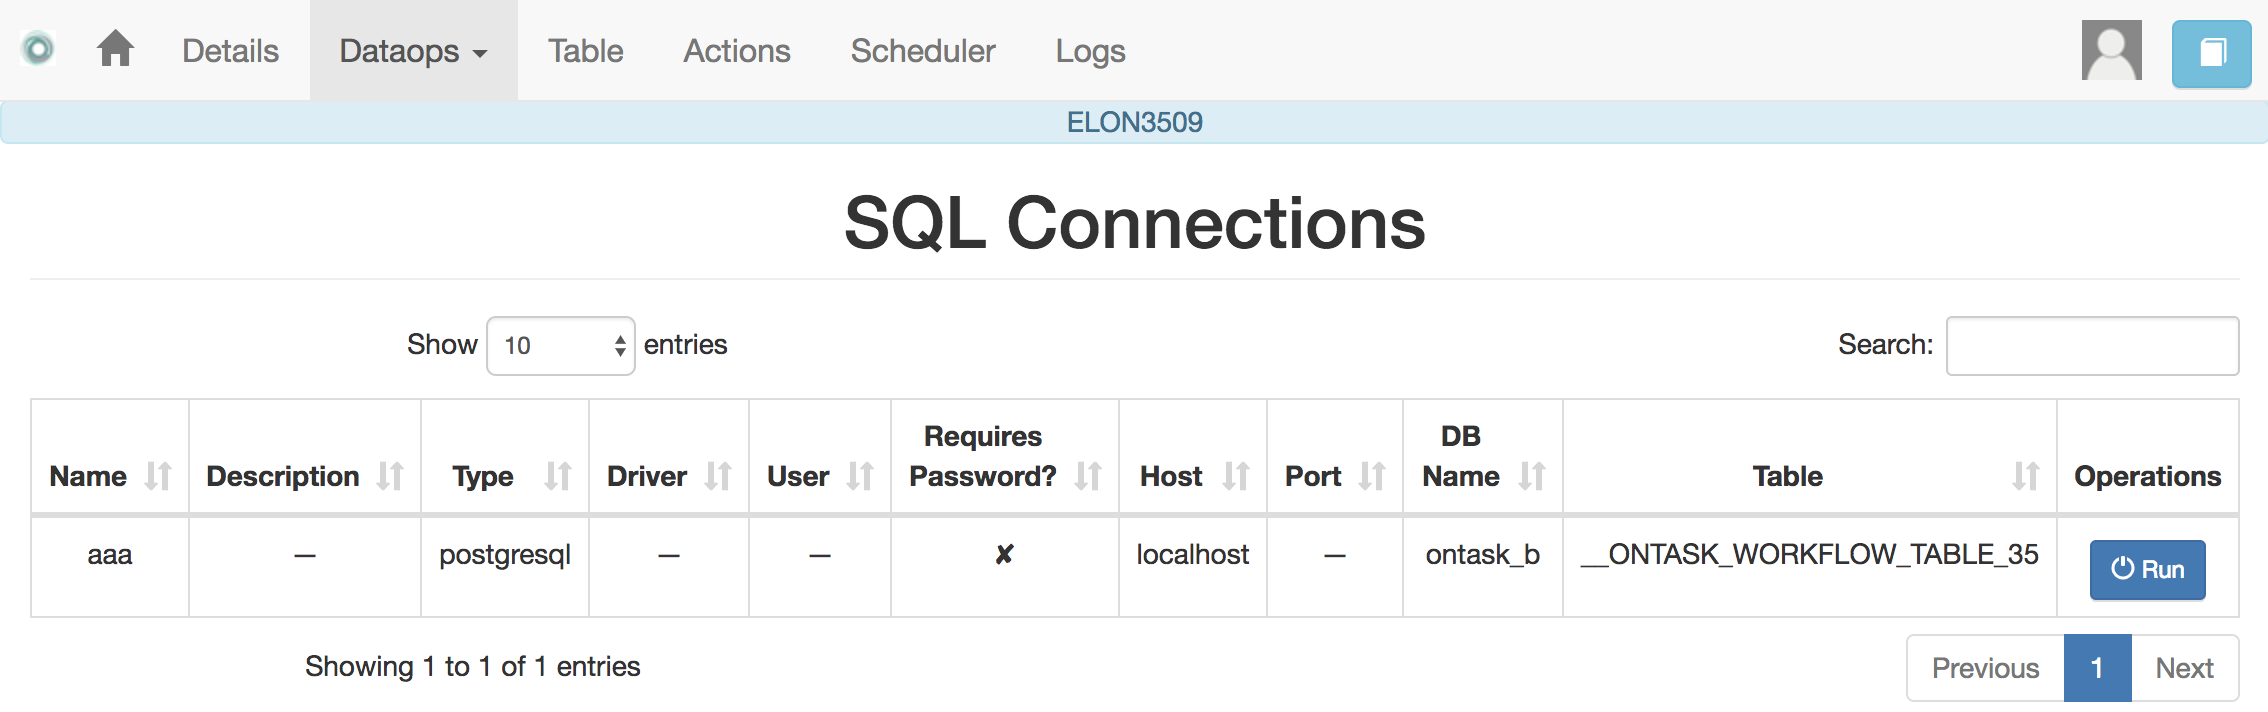 Details Dataops Table Actions Scheduler Logs
ELON3509
SQL Connections
Show 10 entries Search:
Name Description Type Driver User Requires Password? Host Port DB Name Table Operations
aaa — postgresql — — ✘ localhost — ontask_b __ONTASK_WORKFLOW_TABLE_35 Run
Showing 1 to 1 of 1 entries Previous 1 Next